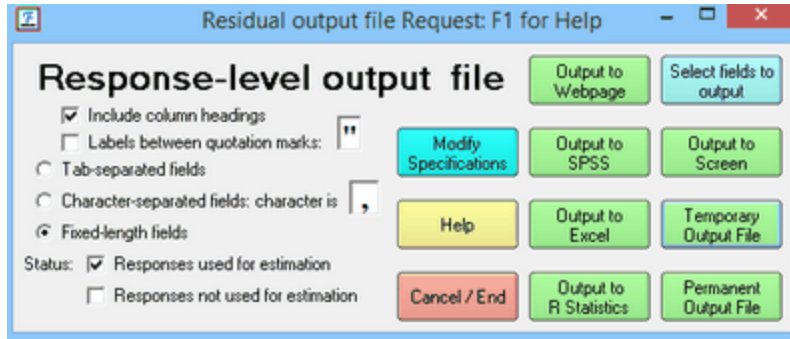 Residual output file Request: F1 for Help
Response-level output file
Include column headings
Labels between quotation marks: "
Tab-separated fields
Character-separated fields: character is ,
Fixed-length fields
Status: Responses used for estimation
Responses not used for estimation
Output to
Webpage
Select fields to
output
Modify
Specifications
Output to
SPSS
Output to
Screen
Help
Output to
Excel
Temporary
Output File
Cancel / End
Output to
R Statistics
Permanent
Output File